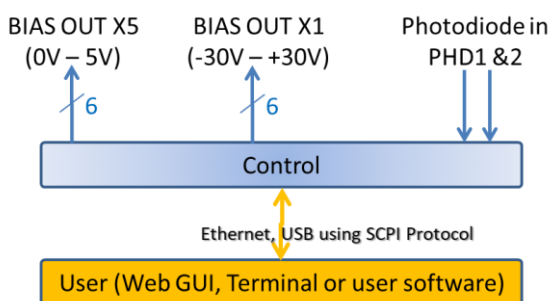 BIAS OUT X5
(0V – 5V)
BIAS OUT X1
(-30V – +30V)
Photodiode in
PHD1 &2
6
6
Control
Ethernet, USB using SCPI Protocol
User (Web GUI, Terminal or user software)